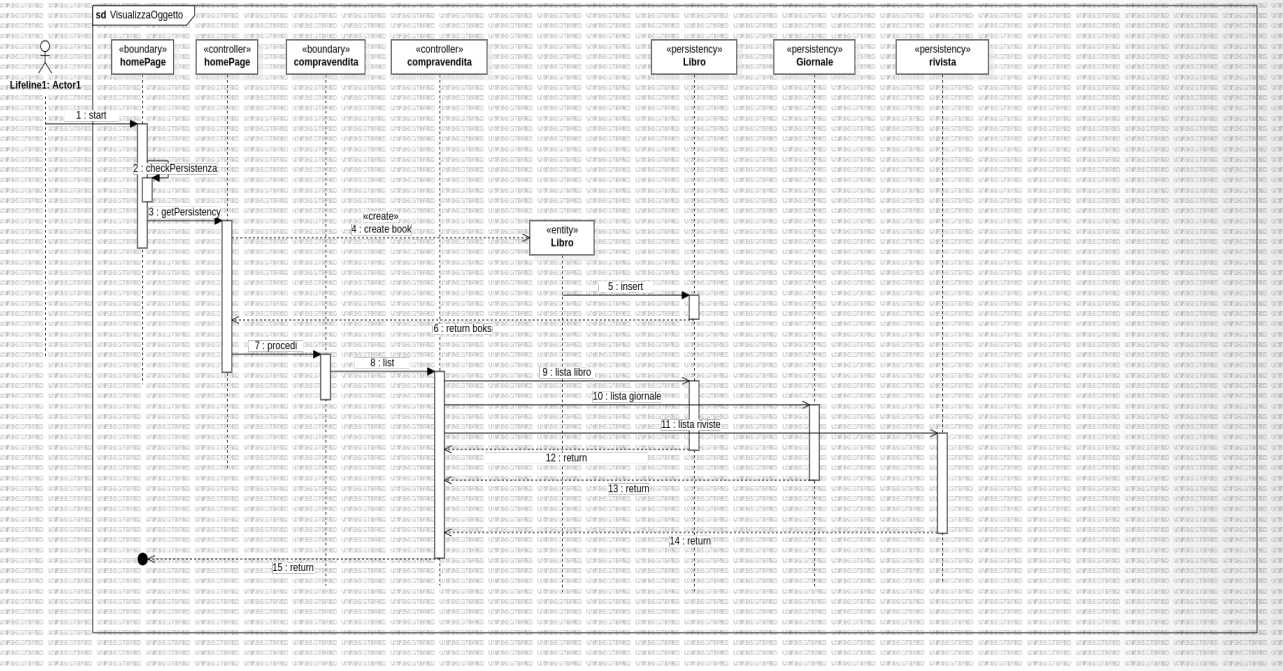 sd VisualizzaOggetto
Lifeline1: Actor1
«boundary»
homePage
«controller»
homePage
«boundary»
compravendita
«controller»
compravendita
«persistency»
Libro
«persistency»
Giornale
«persistency»
rivista
1 : start
2 : checkPersistenza
3 : getPersistency
«create»
4 : create book
«entity»
Libro
5 : insert
6 : return boks
7 : procedi
8 : list
9 : lista libro
10 : lista giornale
11 : lista riviste
12 : return
13 : return
14 : return
15 : return